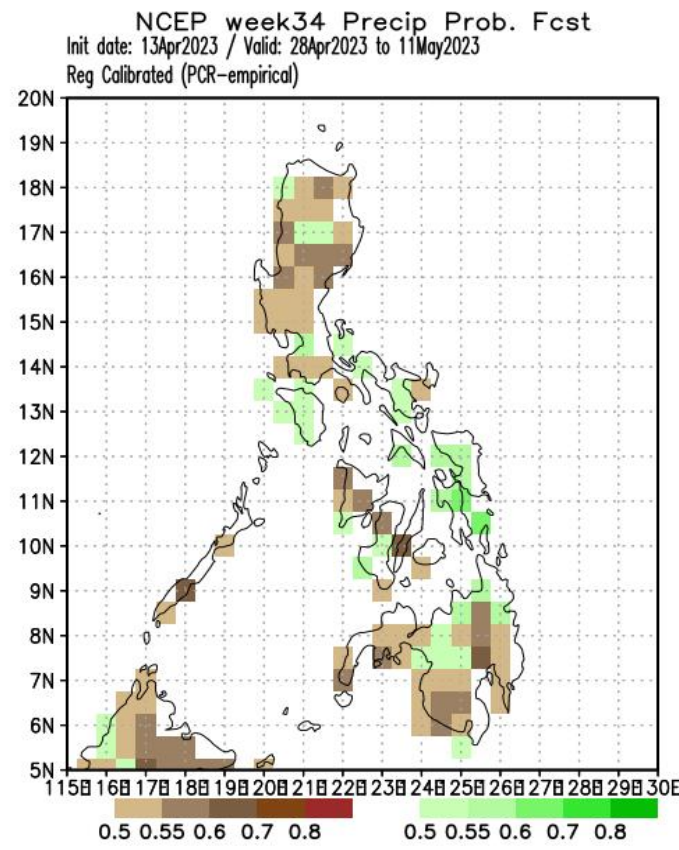 NCEP week34 Precip Prob. Fcst
Init date: 13Apr2023 / Valid: 28Apr2023 to 11May2023
Reg Calibrated (PCR-empirical)
20N
19N
18N
17N
16N
15N
14N
13N
12N
11N
10N
9N
8N
7N
6N
5N
115E 116E 117E 118E 119E 120E 121E 122E 123E 124E 125E 126E 127E 128E 129E 130E
0.5 0.55 0.6 0.7 0.8 0.5 0.55 0.6 0.7 0.8